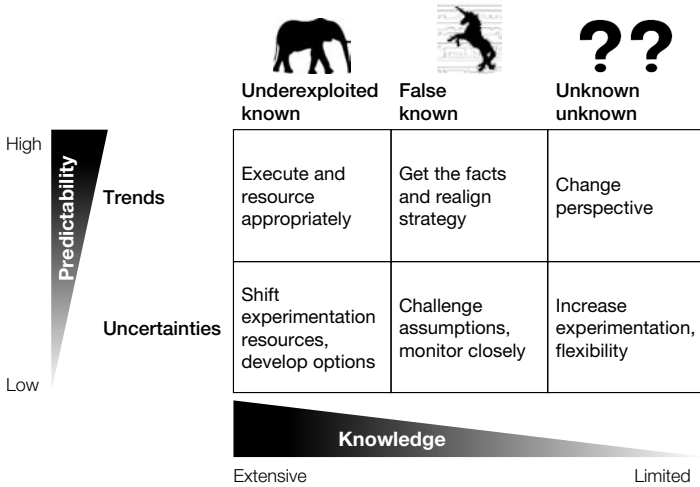 ??
Underexploited
known
False
known
Unknown
unknown
High
Predictability
Trends
Execute and
resource
appropriately
Get the facts
and realign
strategy
Change
perspective
Uncertainties
Shift
experimentation
resources,
develop options
Challenge
assumptions,
monitor closely
Increase
experimentation,
flexibility
Low
Knowledge
Extensive
Limited